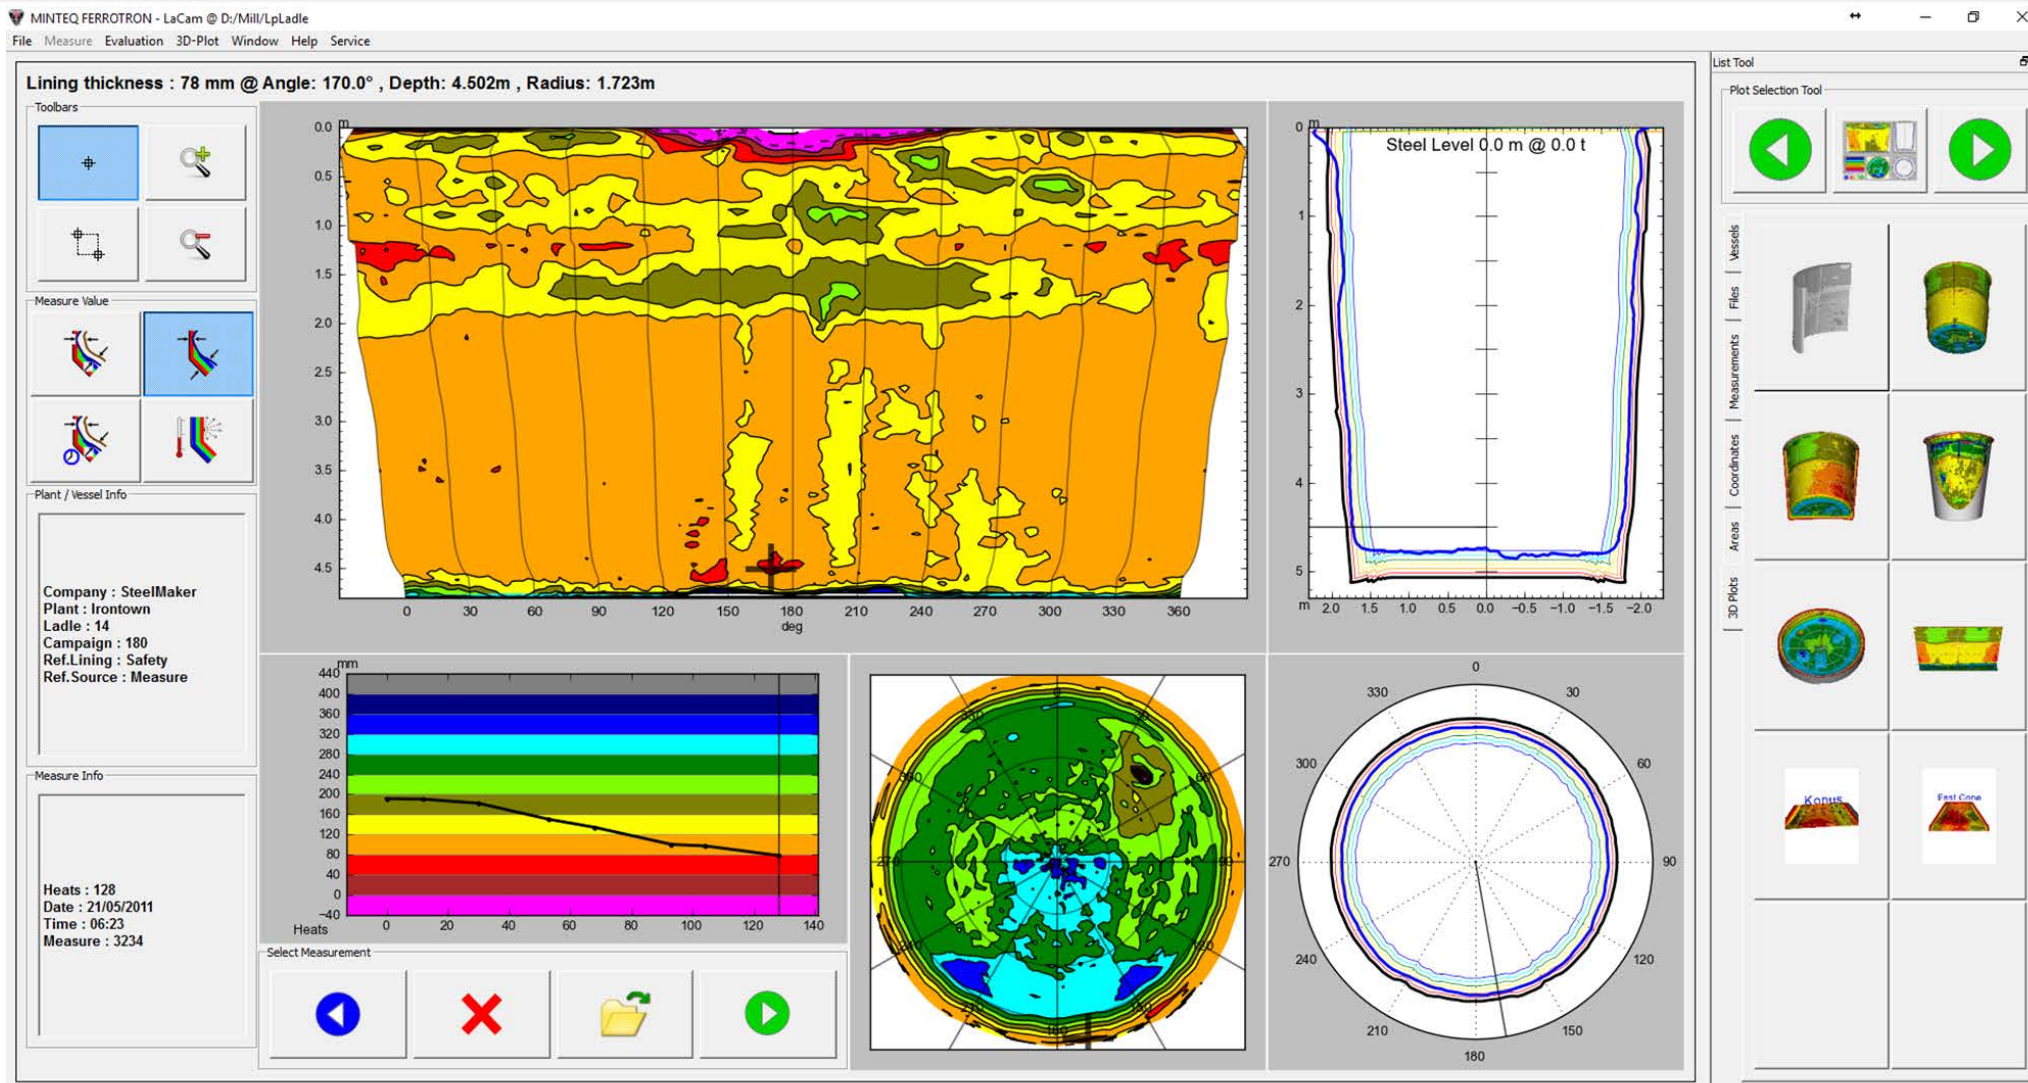 MINTEQ FERROTRON - LaCam @ D:/Mill/LpLadle
File Measure Evaluation 3D-Plot Window Help Service
Lining thickness : 78 mm @ Angle: 170.0° , Depth: 4.502m , Radius: 1.723m
Toolbars
Measure Value
Plant / Vessel Info
Company : SteelMaker
Plant : Irontown
Ladle : 14
Campaign : 180
Ref.Lining : Safety
Ref.Source : Measure
Measure Info
Heats : 128
Date : 21/05/2011
Time : 06:23
Measure : 3234
m
0.0
0.5
1.0
1.5
2.0
2.5
3.0
3.5
4.0
4.5
0 30 60 90 120 150 180 210 240 270 300 330 360
deg
m
Steel Level 0.0 m @ 0.0 t
0
1
2
3
4
5
m 2.0 1.5 1.0 0.5 0.0 −0.5 −1.0 −1.5 −2.0
mm
440
400
360
320
280
240
200
160
120
80
40
0
−40
Heats 0 20 40 60 80 100 120 140
Select Measurement
0
330 30
300 60
270 90
240 120
210 150
180
List Tool
Plot Selection Tool
Vessels
Files
Measurements
Coordinates
Areas
3D Plots
Konus
East Cone